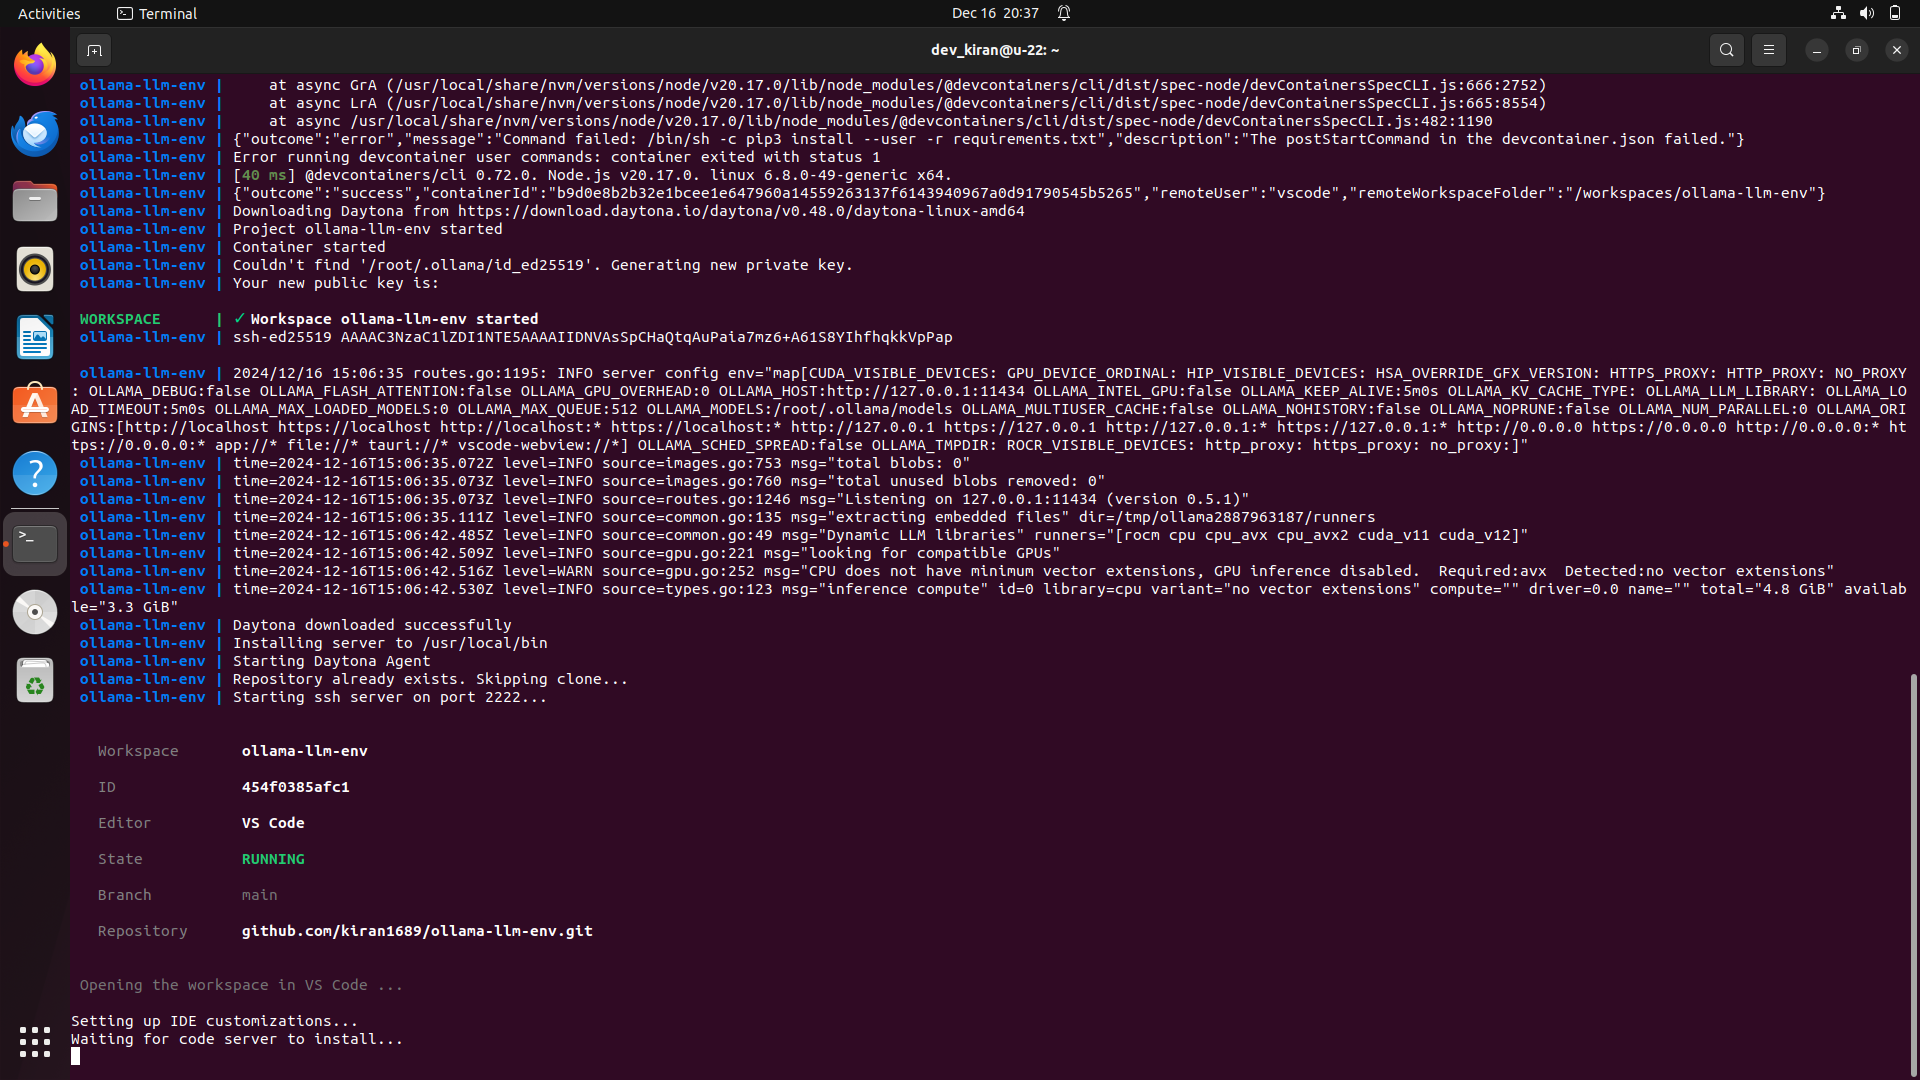 Activities
Terminal
Dec 16 20:37
dev_kiran@u-22: ~
ollama-llm-env |     at async GrA (/usr/local/share/nvm/versions/node/v20.17.0/lib/node_modules/@devcontainers/cli/dist/spec-node/devContainersSpecCLI.js:666:2752)
ollama-llm-env |     at async LrA (/usr/local/share/nvm/versions/node/v20.17.0/lib/node_modules/@devcontainers/cli/dist/spec-node/devContainersSpecCLI.js:665:8554)
ollama-llm-env |     at async /usr/local/share/nvm/versions/node/v20.17.0/lib/node_modules/@devcontainers/cli/dist/spec-node/devContainersSpecCLI.js:482:1190
ollama-llm-env | {"outcome":"error","message":"Command failed: /bin/sh -c pip3 install --user -r requirements.txt","description":"The postStartCommand in the devcontainer.json failed."}
ollama-llm-env | Error running devcontainer user commands: container exited with status 1
ollama-llm-env | [40 ms] @devcontainers/cli 0.72.0. Node.js v20.17.0. linux 6.8.0-49-generic x64.
ollama-llm-env | {"outcome":"success","containerId":"b9d0e8b2b32e1bcee1e647960a14559263137f6143940967a0d91790545b5265","remoteUser":"vscode","remoteWorkspaceFolder":"/workspaces/ollama-llm-env"}
ollama-llm-env | Downloading Daytona from https://download.daytona.io/daytona/v0.48.0/daytona-linux-amd64
ollama-llm-env | Project ollama-llm-env started
ollama-llm-env | Container started
ollama-llm-env | Couldn't find '/root/.ollama/id_ed25519'. Generating new private key.
ollama-llm-env | Your new public key is:
WORKSPACE      | ✓ Workspace ollama-llm-env started
ollama-llm-env | ssh-ed25519 AAAAC3NzaC1lZDI1NTE5AAAAIIDNVAsSpCHaQtqAuPaia7mz6+A61S8YIhfhqkkVpPap
ollama-llm-env | 2024/12/16 15:06:35 routes.go:1195: INFO server config env="map[CUDA_VISIBLE_DEVICES: GPU_DEVICE_ORDINAL: HIP_VISIBLE_DEVICES: HSA_OVERRIDE_GFX_VERSION: HTTPS_PROXY: HTTP_PROXY: NO_PROXY
: OLLAMA_DEBUG:false OLLAMA_FLASH_ATTENTION:false OLLAMA_GPU_OVERHEAD:0 OLLAMA_HOST:http://127.0.0.1:11434 OLLAMA_INTEL_GPU:false OLLAMA_KEEP_ALIVE:5m0s OLLAMA_KV_CACHE_TYPE: OLLAMA_LLM_LIBRARY: OLLAMA_LO
AD_TIMEOUT:5m0s OLLAMA_MAX_LOADED_MODELS:0 OLLAMA_MAX_QUEUE:512 OLLAMA_MODELS:/root/.ollama/models OLLAMA_MULTIUSER_CACHE:false OLLAMA_NOHISTORY:false OLLAMA_NOPRUNE:false OLLAMA_NUM_PARALLEL:0 OLLAMA_ORI
GINS:[http://localhost https://localhost http://localhost:* https://localhost:* http://127.0.0.1 https://127.0.0.1 http://127.0.0.1:* https://127.0.0.1:* http://0.0.0.0 https://0.0.0.0 http://0.0.0.0:* ht
tps://0.0.0.0:* app://* file://* tauri://* vscode-webview://*] OLLAMA_SCHED_SPREAD:false OLLAMA_TMPDIR: ROCR_VISIBLE_DEVICES: http_proxy: https_proxy: no_proxy:]"
ollama-llm-env | time=2024-12-16T15:06:35.072Z level=INFO source=images.go:753 msg="total blobs: 0"
ollama-llm-env | time=2024-12-16T15:06:35.073Z level=INFO source=images.go:760 msg="total unused blobs removed: 0"
ollama-llm-env | time=2024-12-16T15:06:35.073Z level=INFO source=routes.go:1246 msg="Listening on 127.0.0.1:11434 (version 0.5.1)"
ollama-llm-env | time=2024-12-16T15:06:35.111Z level=INFO source=common.go:135 msg="extracting embedded files" dir=/tmp/ollama2887963187/runners
ollama-llm-env | time=2024-12-16T15:06:42.485Z level=INFO source=common.go:49 msg="Dynamic LLM libraries" runners="[rocm cpu cpu_avx cpu_avx2 cuda_v11 cuda_v12]"
ollama-llm-env | time=2024-12-16T15:06:42.509Z level=INFO source=gpu.go:221 msg="looking for compatible GPUs"
ollama-llm-env | time=2024-12-16T15:06:42.516Z level=WARN source=gpu.go:252 msg="CPU does not have minimum vector extensions, GPU inference disabled.  Required:avx  Detected:no vector extensions"
ollama-llm-env | time=2024-12-16T15:06:42.530Z level=INFO source=types.go:123 msg="inference compute" id=0 library=cpu variant="no vector extensions" compute="" driver=0.0 name="" total="4.8 GiB" availab
le="3.3 GiB"
ollama-llm-env | Daytona downloaded successfully
ollama-llm-env | Installing server to /usr/local/bin
ollama-llm-env | Starting Daytona Agent
ollama-llm-env | Repository already exists. Skipping clone...
ollama-llm-env | Starting ssh server on port 2222...
Workspace ollama-llm-env
ID 454f0385afc1
Editor VS Code
State RUNNING
Branch main
Repository github.com/kiran1689/ollama-llm-env.git
Opening the workspace in VS Code ...
Setting up IDE customizations...
Waiting for code server to install...